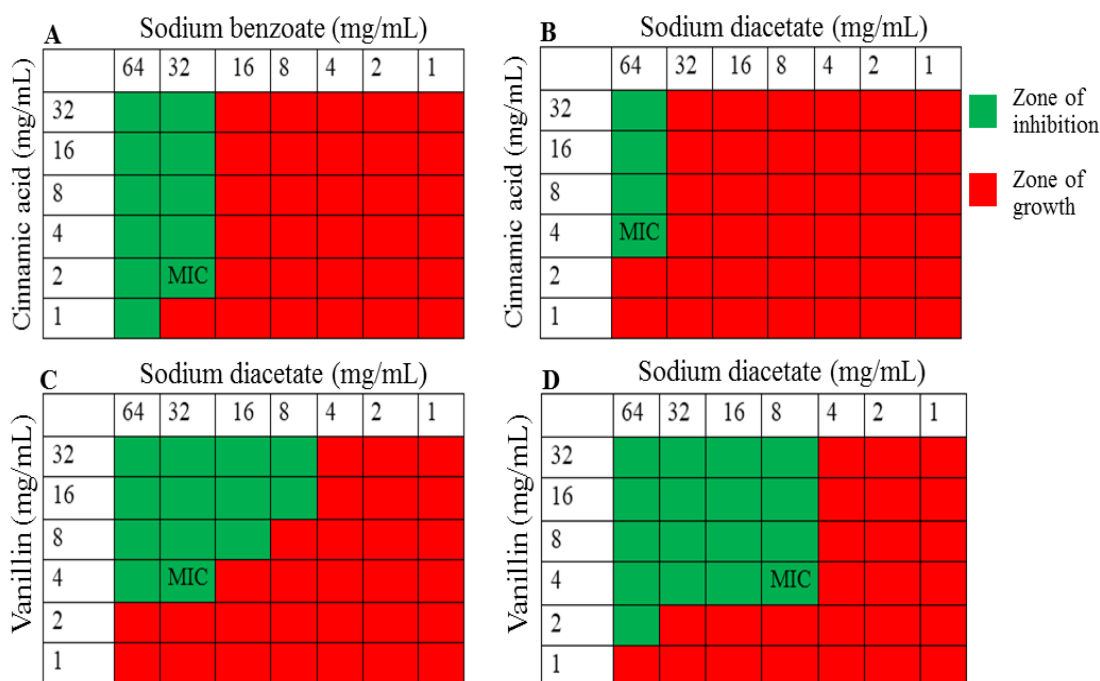 A Sodium benzoate (mg/mL)
64 32 16 8 4 2 1
Cinnamic acid (mg/mL)
32
16
8
4
2 MIC
1
B Sodium diacetate (mg/mL)
64 32 16 8 4 2 1
Cinnamic acid (mg/mL)
32
16
8
4 MIC
2
1
Zone of
inhibition
Zone of
growth
C Sodium diacetate (mg/mL)
64 32 16 8 4 2 1
Vanillin (mg/mL)
32
16
8
4 MIC
2
1
D Sodium diacetate (mg/mL)
64 32 16 8 4 2 1
Vanillin (mg/mL)
32
16
8
4 MIC
2
1